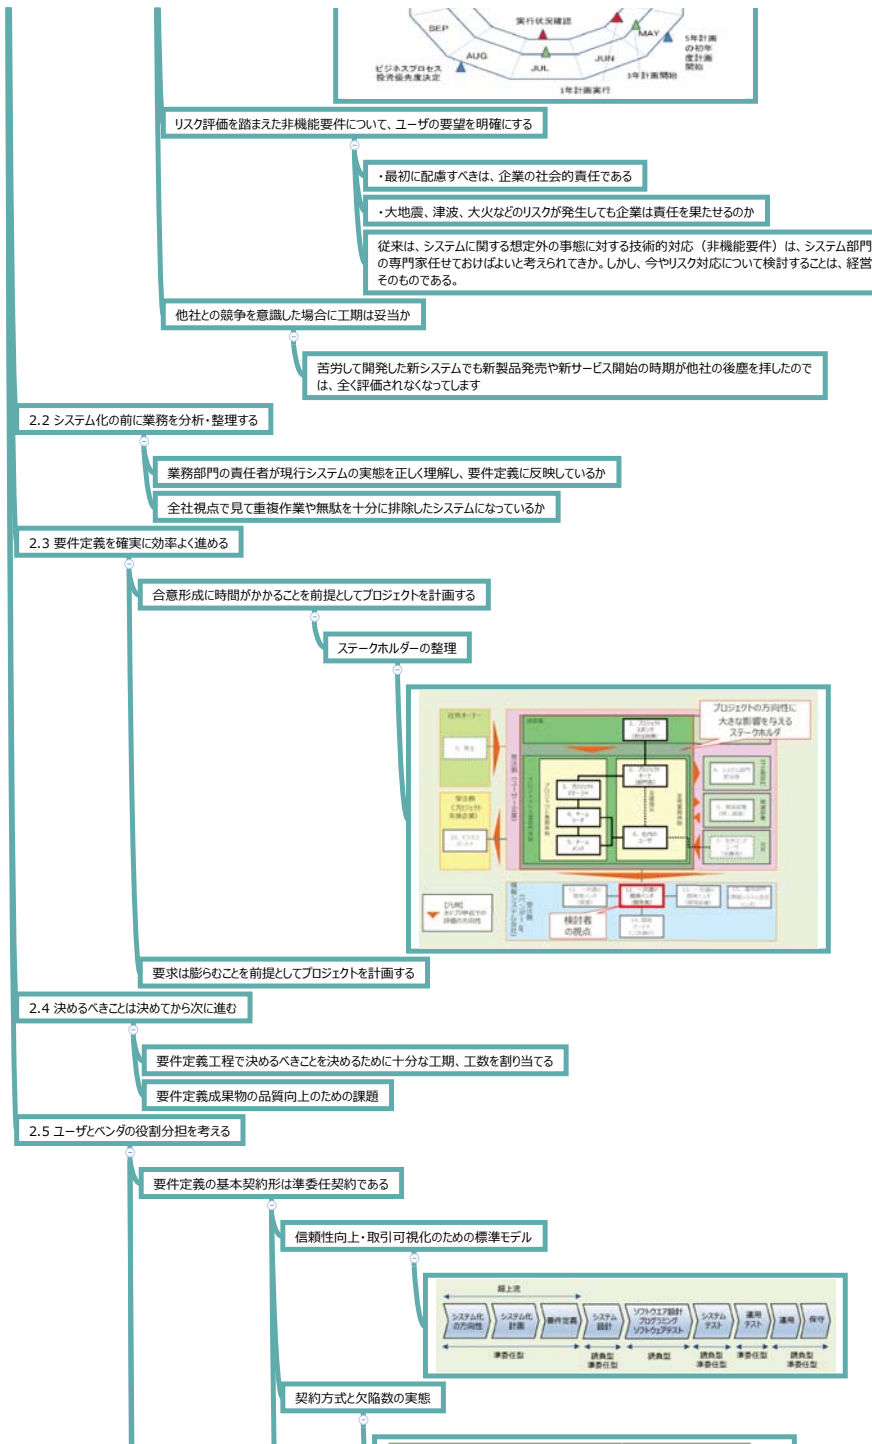 SEP
実行状況確認
MAY
5年計画
の初年
度計画
開始
AUG
JUN
JUL
ビジネスプロセス
投資優先度決定
3年計画開始
1年計画実行
リスク評価を踏まえた非機能要件について、ユーザの要望を明確にする
・最初に配慮すべきは、企業の社会的責任である
・大地震、津波、大火などのリスクが発生しても企業は責任を果たせるのか
従来は、システムに関する想定外の事態に対する技術的対応（非機能要件）は、システム部門
の専門家任せておけばよいと考えられてきか。しかし、今やリスク対応について検討することは、経営
そのものである。
他社との競争を意識した場合に工期は妥当か
苦労して開発した新システムでも新製品発売や新サービス開始の時期が他社の後塵を拝したので
は、全く評価されなくなってします
2.2 システム化の前に業務を分析・整理する
業務部門の責任者が現行システムの実態を正しく理解し、要件定義に反映しているか
全社視点で見て重複作業や無駄を十分に排除したシステムになっているか
2.3 要件定義を確実に効率よく進める
合意形成に時間がかかることを前提としてプロジェクトを計画する
ステークホルダーの整理
プロジェクトの方向性に
大きな影響を与える
ステークホルダ
検討者
の視点
要求は膨らむことを前提としてプロジェクトを計画する
2.4 決めるべきことは決めてから次に進む
要件定義工程で決めるべきことを決めるために十分な工期、工数を割り当てる
要件定義成果物の品質向上のための課題
2.5 ユーザとベンダの役割分担を考える
要件定義の基本契約形は準委任契約である
信頼性向上・取引可視化のための標準モデル
超上流
システム化
の方向性
システム化
計画
要件定義
システム
設計
ソフトウエア設計
プログラミング
ソフトウェアテスト
システム
テスト
運用
テスト
運用
保守
準委任型
請負型
準委任型
請負型
請負型
準委任型
準委任型
請負型
準委任型
契約方式と欠陥数の実態